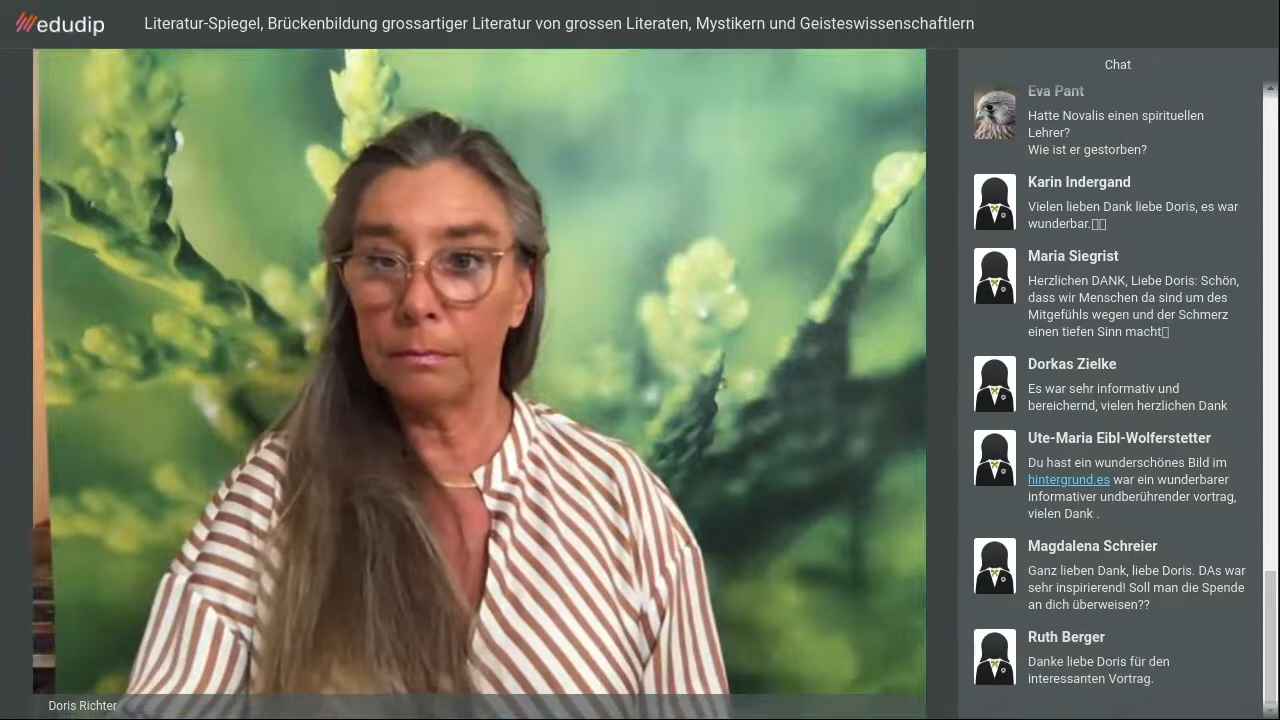 edudip
Literatur-Spiegel, Brückenbildung grossartiger Literatur von grossen Literaten, Mystikern und Geisteswissenschaftlern
Chat
Eva Pant
Hatte Novalis einen spirituellen
Lehrer?
Wie ist er gestorben?
Karin Indergand
Vielen lieben Dank liebe Doris, es war
wunderbar.
Maria Siegrist
Herzlichen DANK, Liebe Doris: Schön,
dass wir Menschen da sind um des
Mitgefühls wegen und der Schmerz
einen tiefen Sinn macht
Dorkas Zielke
Es war sehr informativ und
bereichernd, vielen herzlichen Dank
Ute-Maria Eibl-Wolferstetter
Du hast ein wunderschönes Bild im
hintergrund.es war ein wunderbarer
informativer undberührender vortrag,
vielen Dank .
Magdalena Schreier
Ganz lieben Dank, liebe Doris. DAs war
sehr inspirierend! Soll man die Spende
an dich überweisen??
Ruth Berger
Danke liebe Doris für den
interessanten Vortrag.
Doris Richter